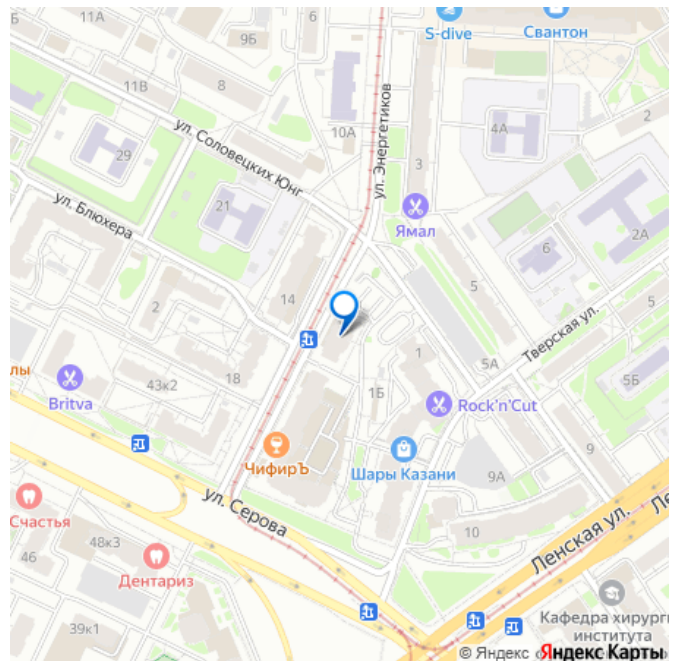 11А
6
S-dive
Свантон
9Б
11В
8
10А
ул. Энергетиков
3
4А
2
ул. Соловецких Юнг
29
21
Ямал
ул. Блюхера
6
2А
5
14
2
Тверская ул.
5
1
5А
лы
18
43к2
1Б
5Б
Britva
Rock'n'Cut
ЧифирЪ
Шары Казани
9
9А
ул. Серова
Счастья
10
Ленская ул.
Ле
46
48к3
Дентариз
39к1
Кафедра хирурги
института
© Яндекс
Яндекс Карты